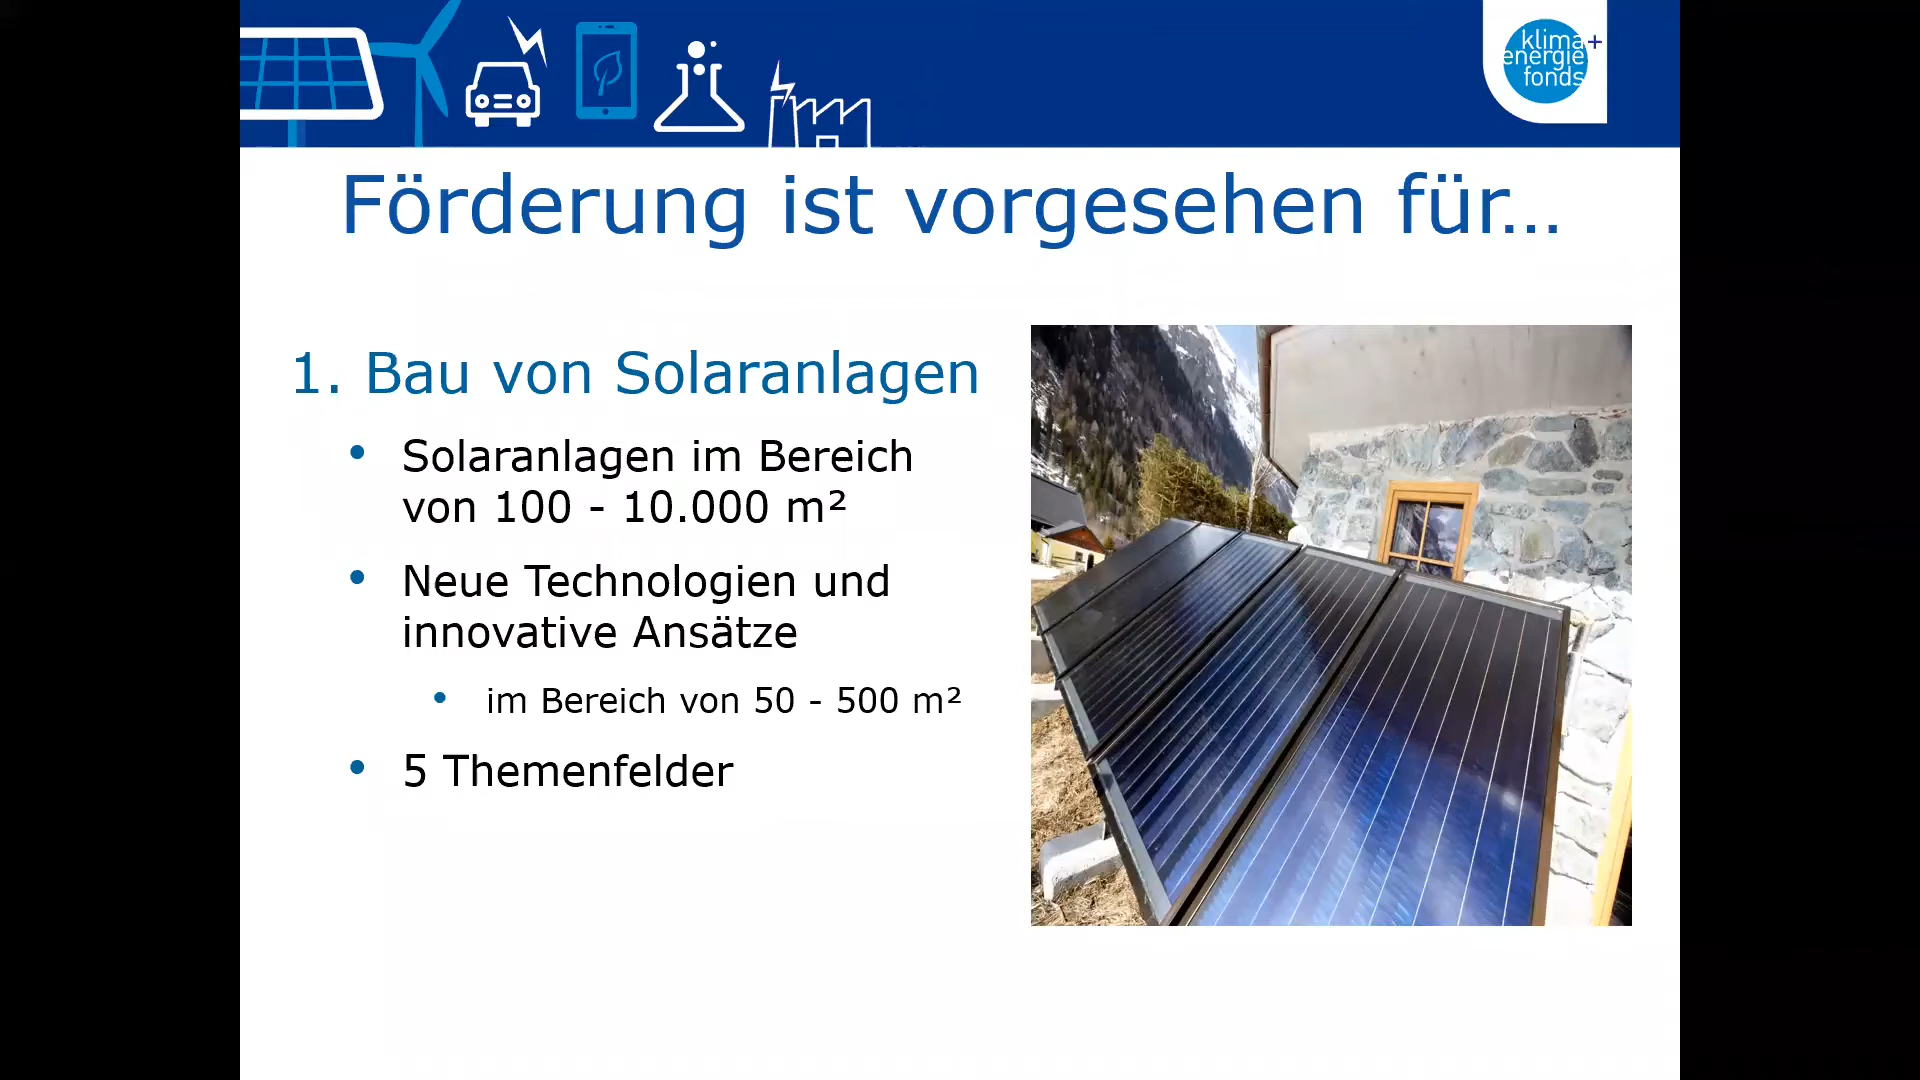 klima+
energie
fonds
Förderung ist vorgesehen für…
1. Bau von Solaranlagen
• Solaranlagen im Bereich
von 100 - 10.000 m²
• Neue Technologien und
innovative Ansätze
• im Bereich von 50 - 500 m²
• 5 Themenfelder